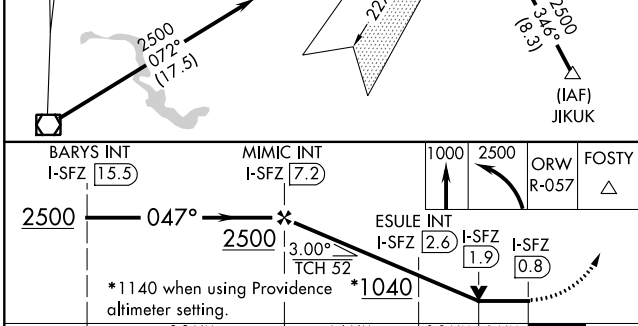 2500
072°
(17.5)
22
2500
346°
(8.3)
(IAF)
JIKUK
BARYS INT
I-SFZ 15.5
MIMIC INT
I-SFZ 7.2
1000
2500
ORW
R-057
FOSTY
2500
047°
2500
3.00°
TCH 52
ESULE INT
I-SFZ 2.6
I-SFZ
1.9
I-SFZ
0.8
*1040
*1140 when using Providence
altimeter setting.